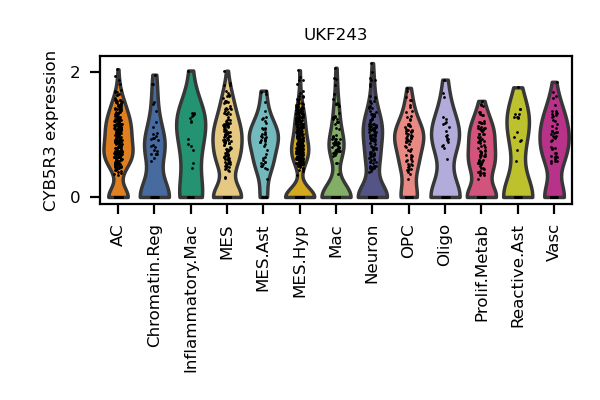 UKF243
CYB5R3 expression
2
0
AC
Chromatin.Reg
Inflammatory.Mac
MES
MES.Ast
MES.Hyp
Mac
Neuron
OPC
Oligo
Prolif.Metab
Reactive.Ast
Vasc